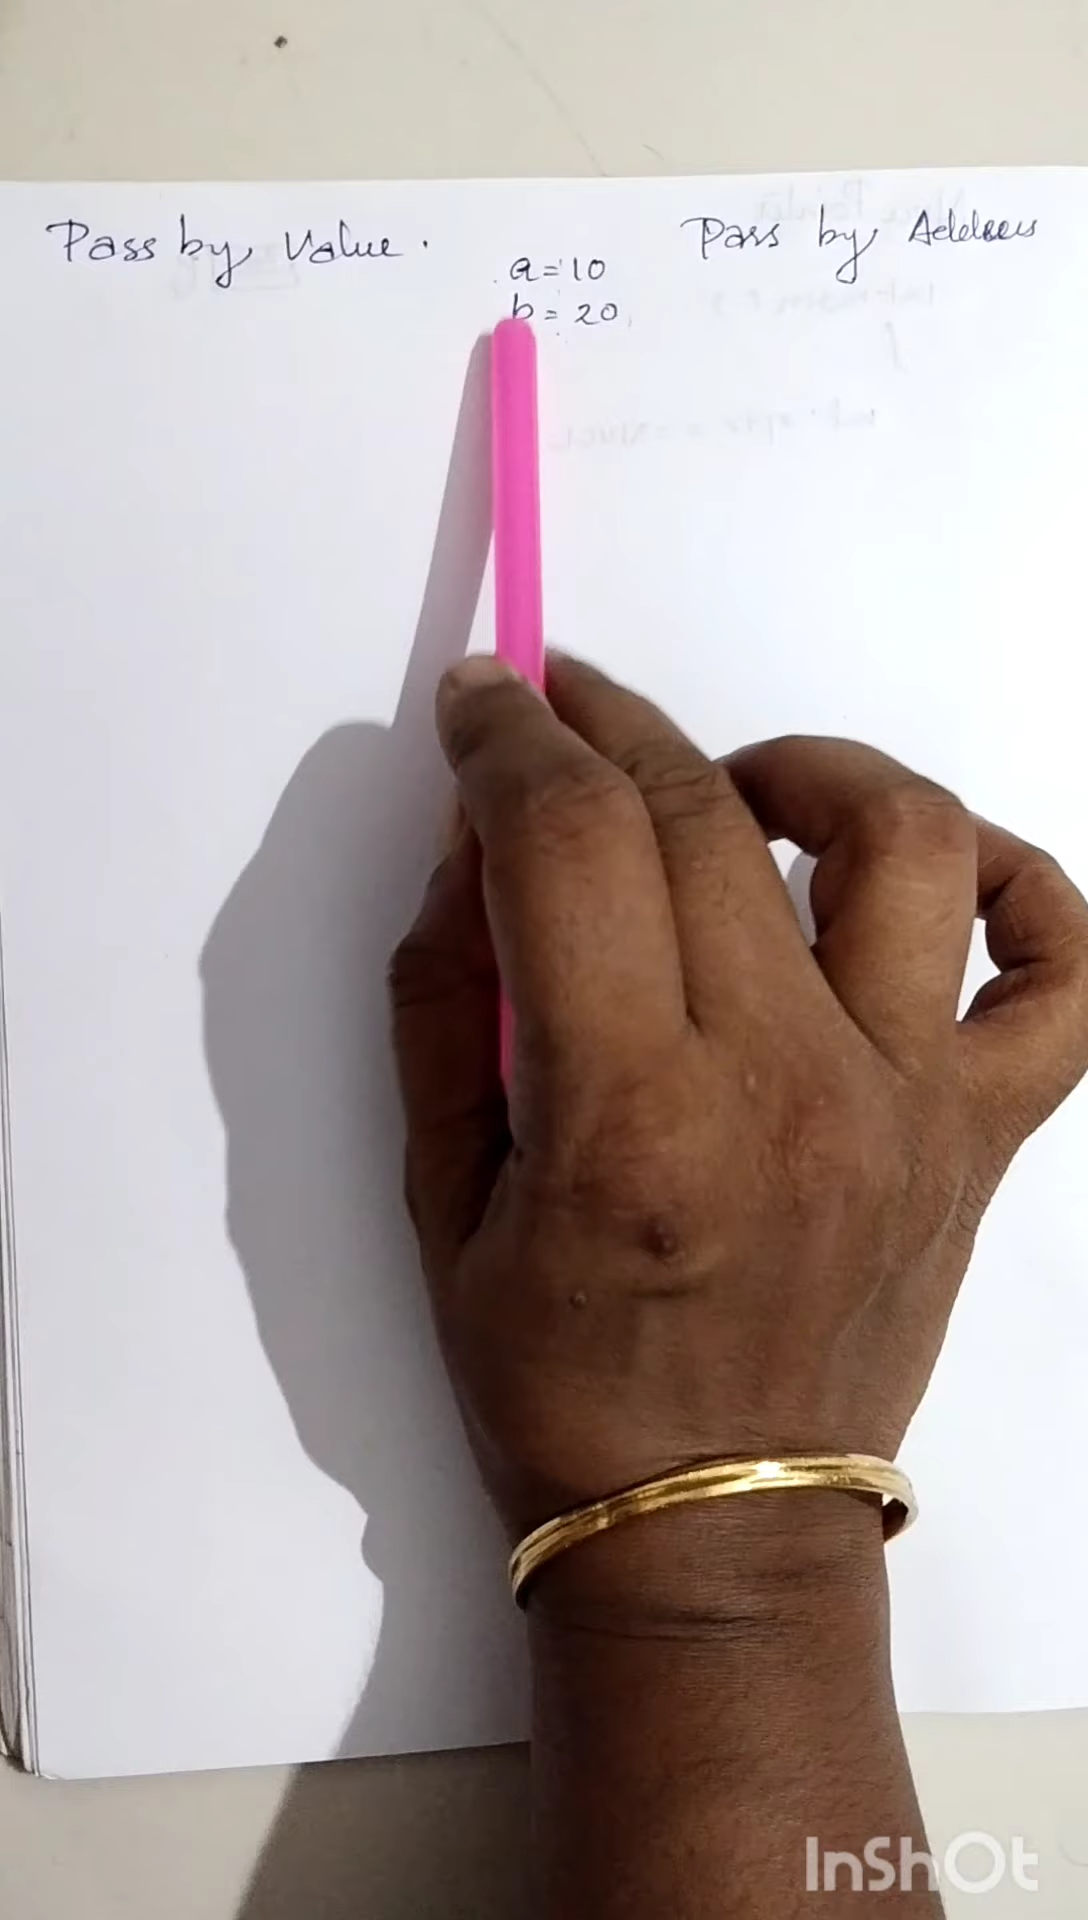 Pass by Value.
Pass by Address
a = 10
b = 20
InShOt